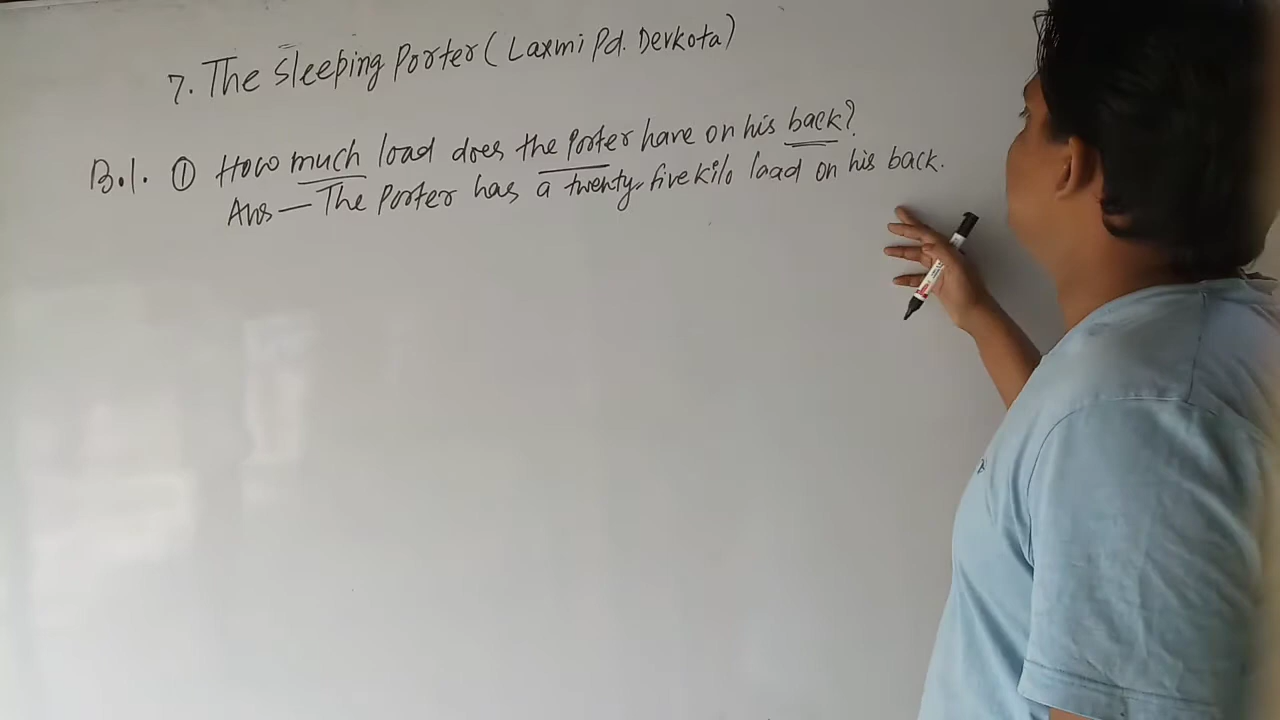 7. The Sleeping Porter (Laxmi Pd. Devkota)
B.1. ① How much load does the porter have on his back?
Ans – The porter has a twenty-five kilo load on his back.